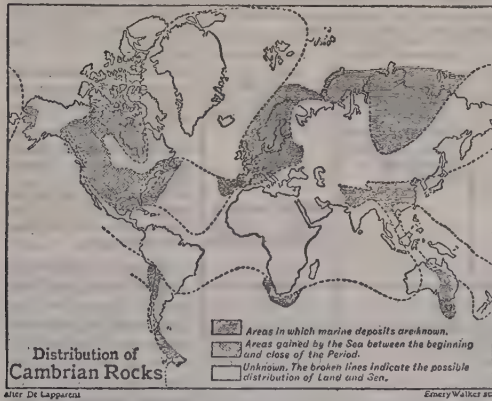 Areas in which marine deposits are known.
Areas gained by the Sea between the beginning
and close of the Period.
Unknown. The broken lines indicate the possible
distribution of Land and Sea.
Distribution of
Cambrian Rocks
After De Lapparent
Emery Walker sc.